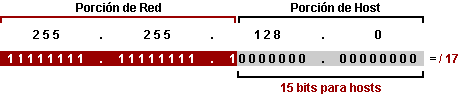 Porción de Red Porción de Host
255 . 255 . 128 . 0
11111111 . 11111111 . 10000000 . 00000000 = / 17
15 bits para hosts